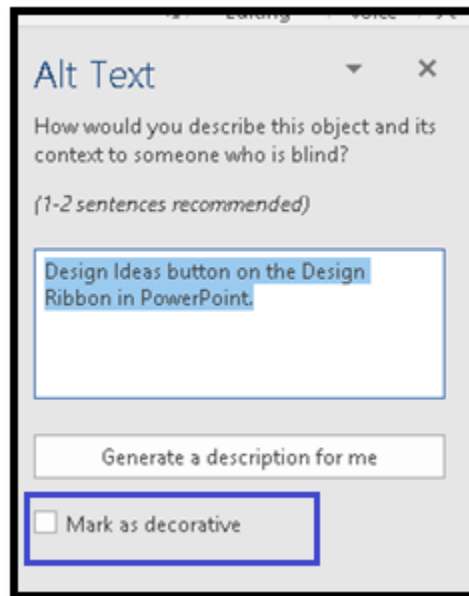 Alt Text
How would you describe this object and its
context to someone who is blind?
(1-2 sentences recommended)
Design Ideas button on the Design
Ribbon in PowerPoint.
Generate a description for me
Mark as decorative